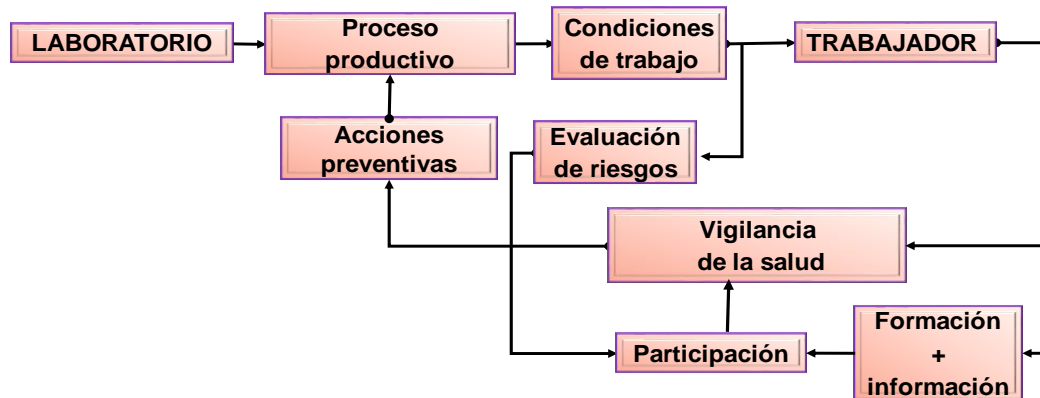 LABORATORIO
Proceso
productivo
Condiciones
de trabajo
TRABAJADOR
Acciones
preventivas
Evaluación
de riesgos
Vigilancia
de la salud
Participación
Formación
+
información